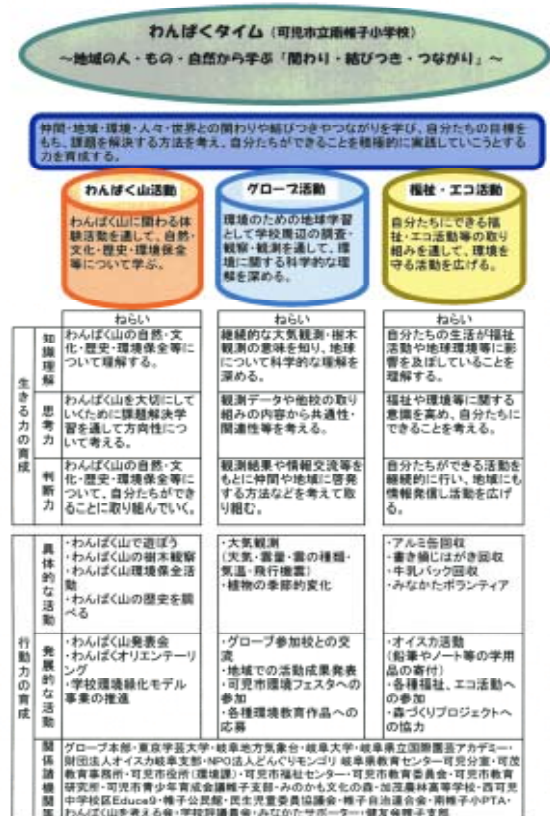 わんぱくタイム（可児市立南帷子小学校）
～地域の人・もの・自然から学ぶ「関わり・結びつき・つながり」～
仲間・地域・環境・人々・世界との関わりや結びつきやつながりを学び、自分たちの目標を
もち、課題を解決する方法を考え、自分たちができることを積極的に実践していこうとする
力を育成する。
わんぱく山活動
わんぱく山に関わる体
験活動を通して、自然・
文化・歴史・環境保全
等について学ぶ。
グローブ活動
環境のための地球学習
として学校周辺の調査・
観察・観測を通して、環
境に関する科学的な理
解を深める。
福祉・エコ活動
自分たちにできる福
祉・エコ活動等の取り
組みを通して、環境を
守る活動を広げる。
ねらい
ねらい
ねらい
生きる力の育成
知識理解
わんぱく山の自然・文
化・歴史・環境保全等に
ついて理解する。
継続的な大気観測・樹木
観測の意味を知り、地球
について科学的な理解を
深める。
自分たちの生活が福祉
活動や地球環境等に影
響を及ぼしていることを
理解する。
思考力
わんぱく山を大切にして
いくために課題解決学
習を通して方向性につ
いて考える。
観測データや他校の取り
組みの内容から共通性・
関連性等を考える。
福祉や環境等に関する
意識を高め、自分たちに
できることを考える。
判断力
わんぱく山の自然・文
化・歴史・環境保全等に
ついて、自分たちができ
ることに取り組んでいく。
観測結果や情報交流等を
もとに仲間や地域に啓発
する方法などを考えて取
り組む。
自分たちができる活動を
継続的に行い、地域にも
情報発信し活動を広げ
る。
行動力の育成
具体的な活動
・わんぱく山で遊ぼう
・わんぱく山の樹木観察
・わんぱく山環境保全活
動
・わんぱく山の歴史を調
べる
・大気観測
（天気・雲量・雲の種類・
気温・飛行機雲）
・植物の季節的変化
・アルミ缶回収
・書き損じはがき回収
・牛乳パック回収
・みなかたボランティア
発展的な活動
・わんぱく山発表会
・わんぱくオリエンテーリ
ング
・学校環境緑化モデル
事業の推進
・グローブ参加校との交
流
・地域での活動成果発表
・可児市環境フェスタへの
参加
・各種環境教育作品への
応募
・オイスカ活動
（鉛筆やノート等の学用
品の寄付）
・各種福祉、エコ活動へ
の参加
・森づくりプロジェクトへ
の協力
関係諸機関等
グローブ本部・東京学芸大学・岐阜地方気象台・岐阜大学・岐阜県立国際園芸アカデミー・
財団法人オイスカ岐阜支部・NPO法人どんぐりモンゴリ 岐阜県教育センター可児分室・可茂
教育事務所・可児市役所（環境課）・可児市福祉センター・可児市教育委員会・可児市教育
研究所・可児市青少年育成会議帷子支部・みのかも文化の森・加茂農林高等学校・西可児
中学校区Educe9・帷子公民館・民生児童委員協議会・帷子自治連合会・南帷子小PTA・
わんぱく山を考える会・学校評議員会・みなかたサポーター・健友会帷子支部